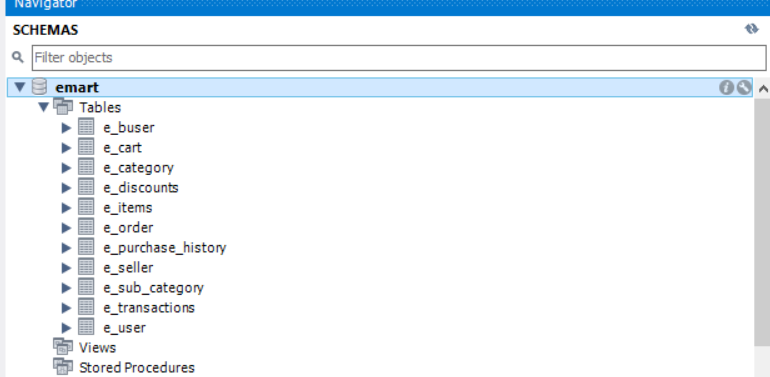 Navigator
SCHEMAS
Filter objects
emart
Tables
e_buser
e_cart
e_category
e_discounts
e_items
e_order
e_purchase_history
e_seller
e_sub_category
e_transactions
e_user
Views
Stored Procedures